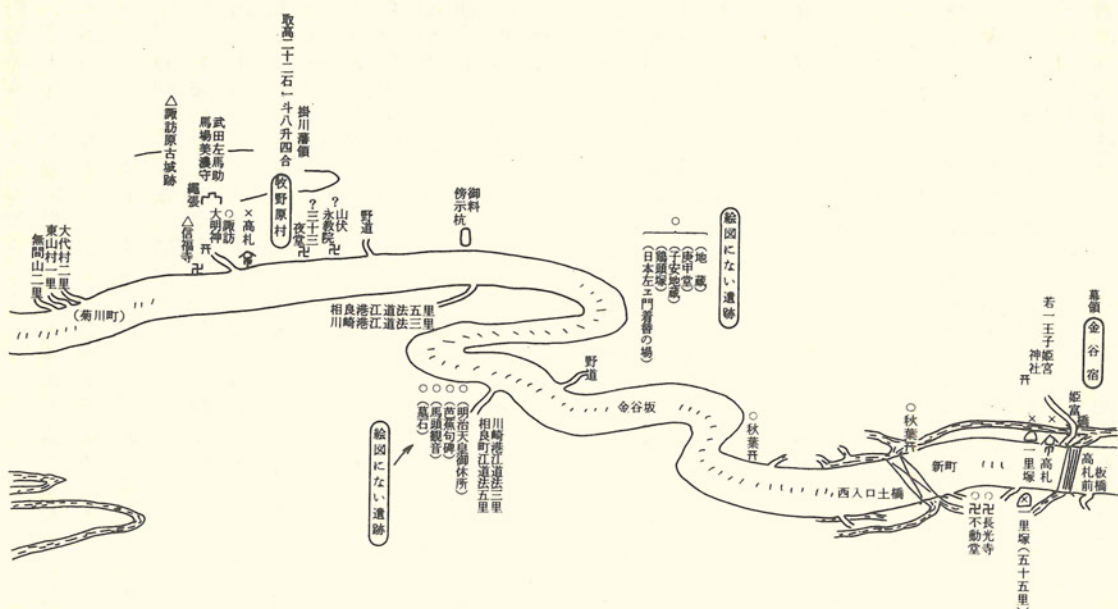 幕領
金谷宿
若一王子姫宮
神社
姫宮
橋
× 高札
× 一里塚
高札前
板橋
新町
○秋葉
○卍長光寺
○卍不動堂
一里塚(五十五里)
西入口土橋
○秋葉
金谷坂
野道
絵図にない遺跡
○
(地蔵)
(庚申堂)
(子安地蔵)
(鶏頭塚)
(日本左ェ門着替の場)
川崎港江道法三里
相良町江道法五里
○(明治天皇御休所)
○(芭蕉句碑)
○(馬頭観音)
○(墓石)
絵図にない遺跡
相良港江道法五里
川崎港江道法三里
御料
傍示杭
野道
山伏
?永教院
卍
?三十三
夜堂
卍
掛川藩領
牧野原村
取高二十二石一斗八升四合
×高札
○諏訪
大明神
武田左馬助
馬場美濃守
縄張
△信福寺
卍
△諏訪原古城跡
大代村二里
東山村一里
無間山二里
(菊川町)